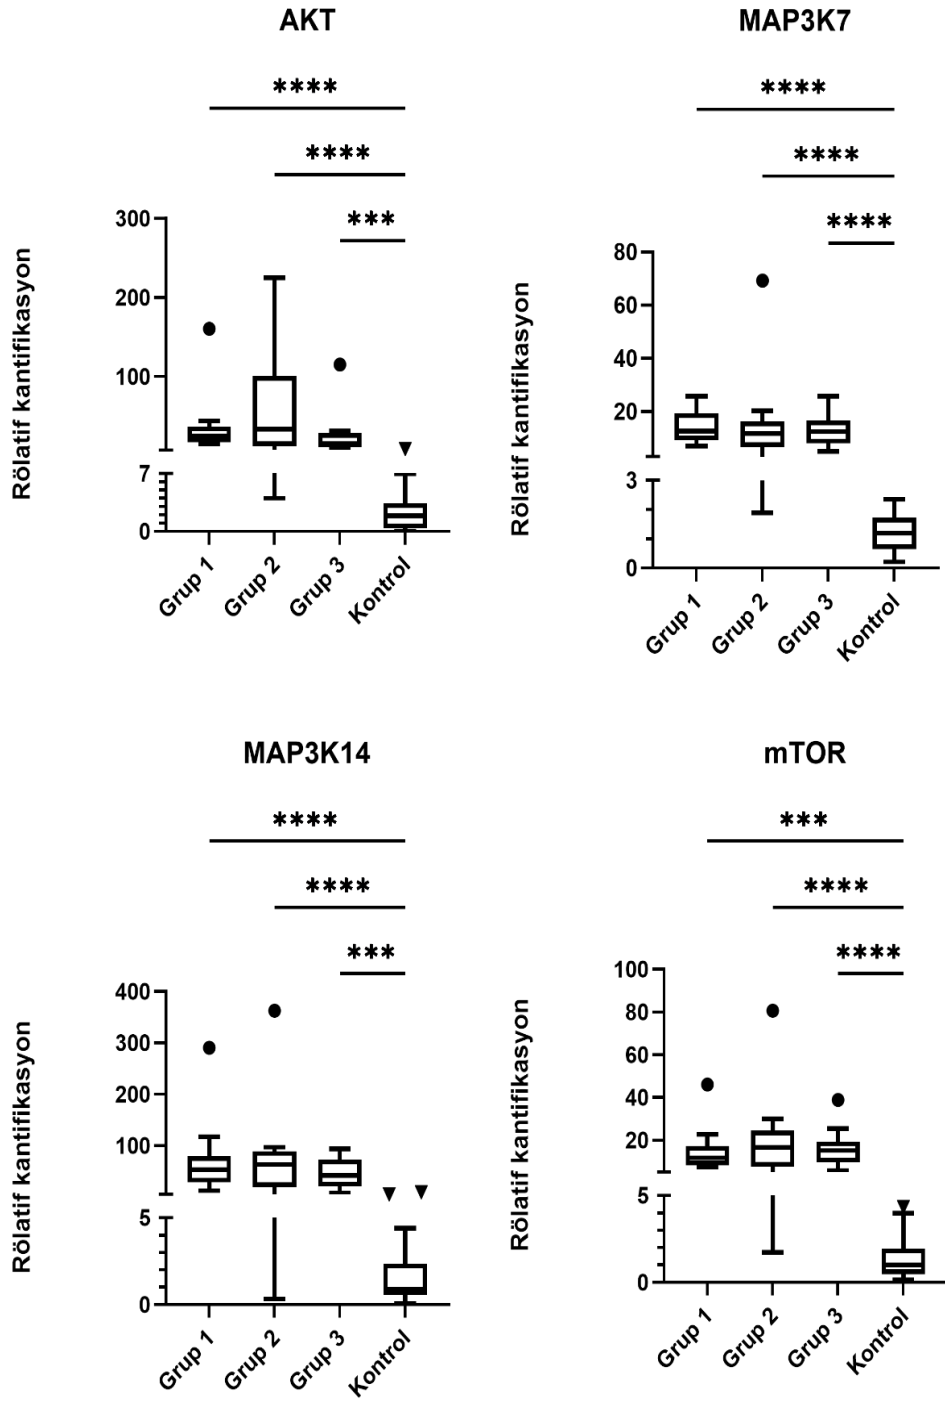 AKT
****
****
***
Rölatif kantifikasyon
300
200
100
7
0
Grup 1
Grup 2
Grup 3
Kontrol
MAP3K7
****
****
****
Rölatif kantifikasyon
80
60
40
20
3
0
Grup 1
Grup 2
Grup 3
Kontrol
MAP3K14
****
****
***
Rölatif kantifikasyon
400
300
200
100
5
0
Grup 1
Grup 2
Grup 3
Kontrol
mTOR
***
****
****
Rölatif kantifikasyon
100
80
60
40
20
5
0
Grup 1
Grup 2
Grup 3
Kontrol